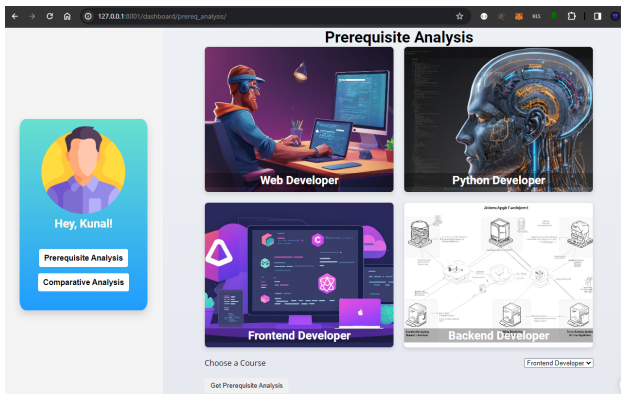 127.0.0.1:8001/dashboard/prereq_analysis/
Prerequisite Analysis
Hey, Kunal!
Prerequisite Analysis
Comparative Analysis
Web Developer
Python Developer
Frontend Developer
Backend Developer
Choose a Course
Frontend Developer
Get Prerequisite Analysis